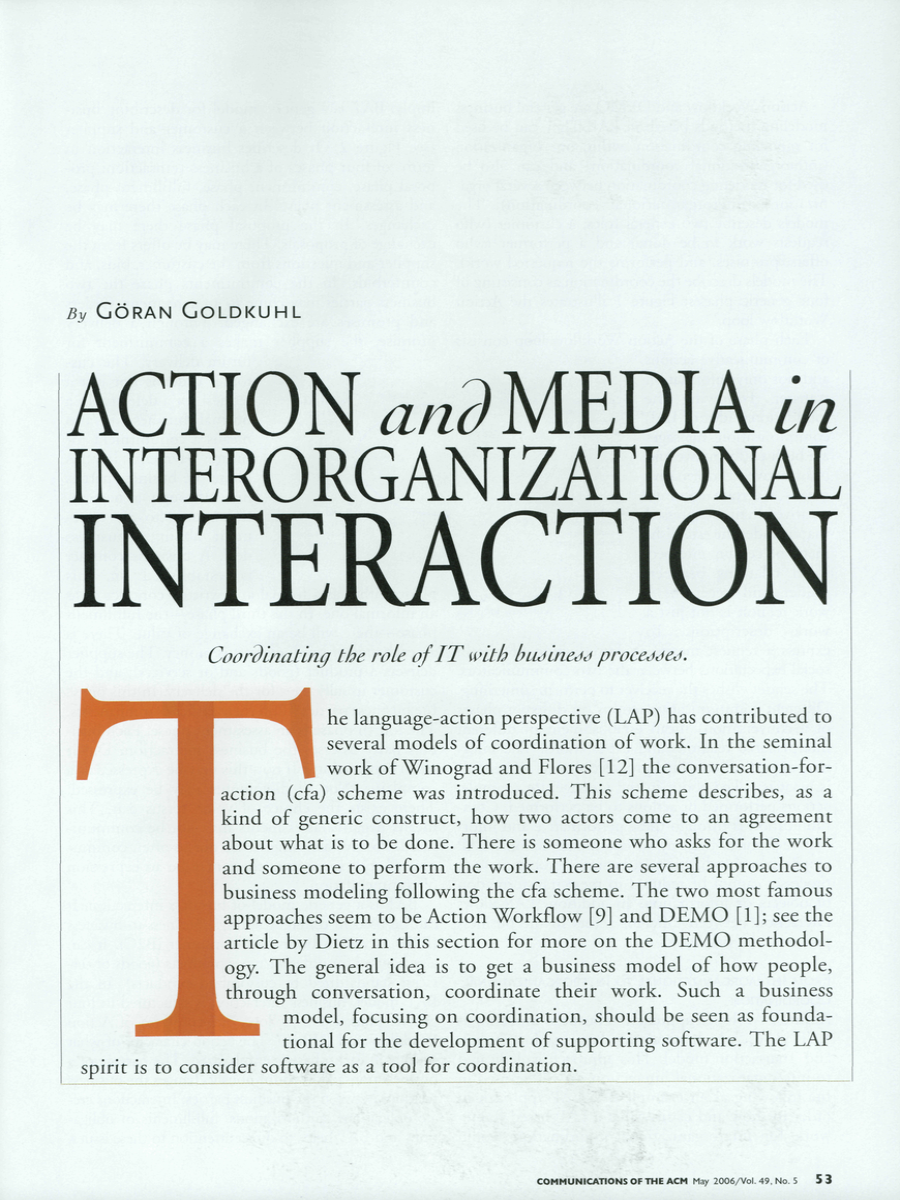 By GÖRAN GOLDKUHL
ACTION and MEDIA in
INTERORGANIZATIONAL
INTERACTION
Coordinating the role of IT with business processes.
The language-action perspective (LAP) has contributed to
several models of coordination of work. In the seminal
work of Winograd and Flores [12] the conversation-for-
action (cfa) scheme was introduced. This scheme describes, as a
kind of generic construct, how two actors come to an agreement
about what is to be done. There is someone who asks for the work
and someone to perform the work. There are several approaches to
business modeling following the cfa scheme. The two most famous
approaches seem to be Action Workflow [9] and DEMO [1]; see the
article by Dietz in this section for more on the DEMO methodol-
ogy. The general idea is to get a business model of how people,
through conversation, coordinate their work. Such a business
model, focusing on coordination, should be seen as founda-
tional for the development of supporting software. The LAP
spirit is to consider software as a tool for coordination.
COMMUNICATIONS OF THE ACM May 2006/Vol. 49, No. 5 53